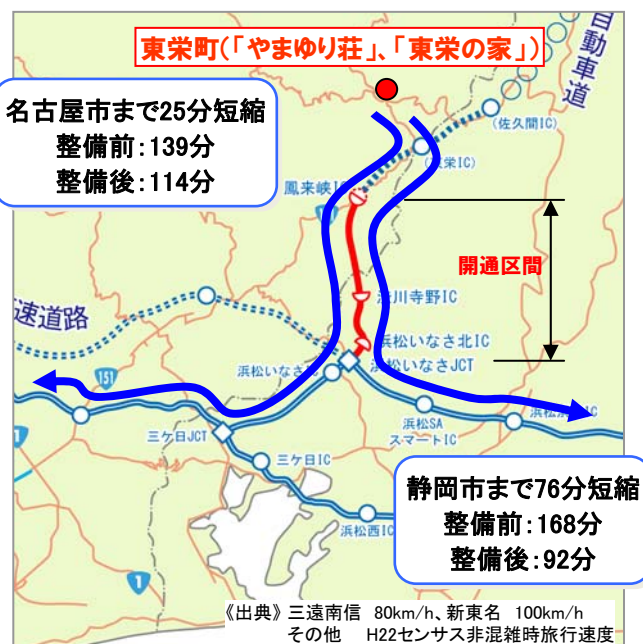 東栄町(「やまゆり荘」、「東栄の家」)
自動車道
名古屋市まで25分短縮
整備前:139分
整備後:114分
(佐久間IC)
栄IC)
鳳来峡IC
開通区間
川寺野IC
速道路
浜松いなさ北IC
浜松いなさJCT
浜松いなさ
151
浜松SA
スマートIC
浜松
IC
三ケ日JCT
三ケ日IC
1
浜松西IC
静岡市まで76分短縮
整備前:168分
整備後:92分
1
《出典》 三遠南信 80km/h、新東名 100km/h
その他 H22センサス非混雑時旅行速度